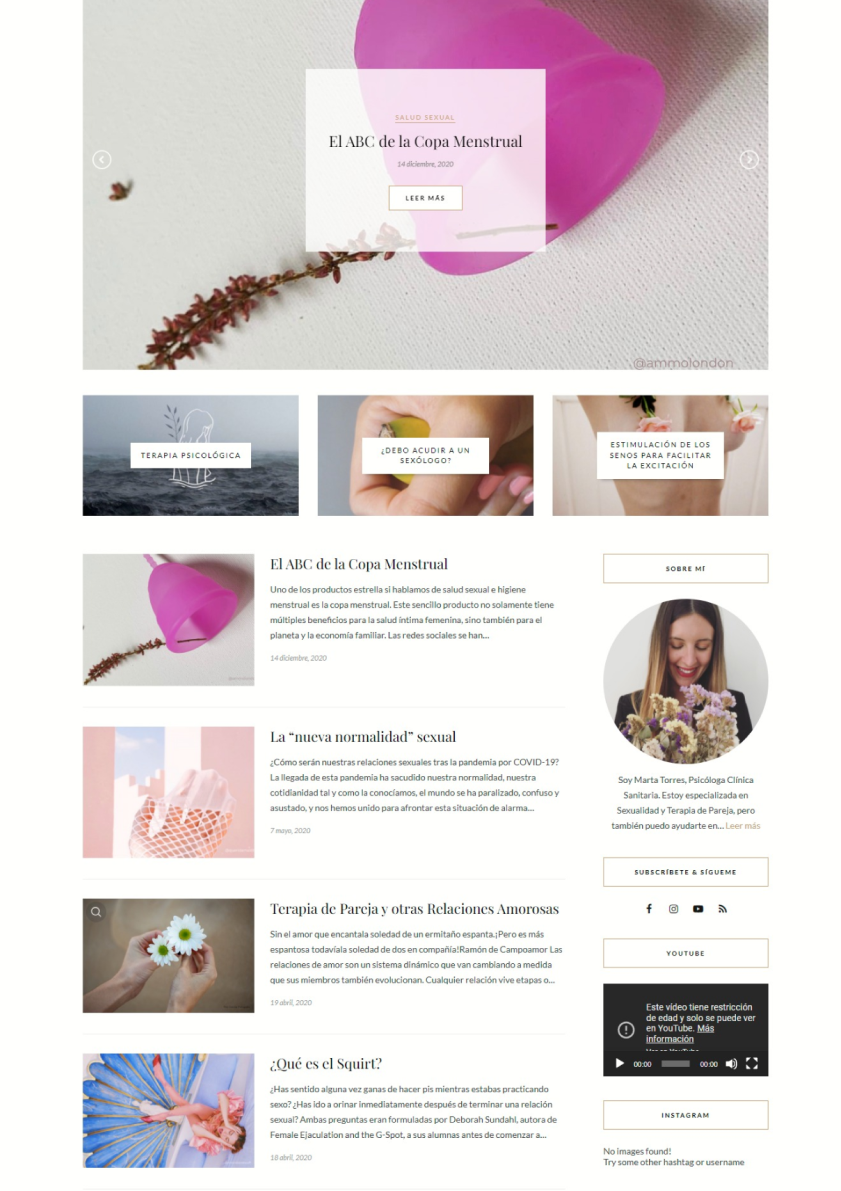 SALUD SEXUAL
El ABC de la Copa Menstrual
14 diciembre, 2020
LEER MÁS
@ammolondon
TERAPIA PSICOLÓGICA
¿DEBO ACUDIR A UN
SEXÓLOGO?
ESTIMULACIÓN DE LOS
SENOS PARA FACILITAR
LA EXCITACIÓN
El ABC de la Copa Menstrual
Uno de los productos estrella si hablamos de salud sexual e higiene
menstrual es la copa menstrual. Este sencillo producto no solamente tiene
múltiples beneficios para la salud íntima femenina, sino también para el
planeta y la economía familiar. Las redes sociales se han...
14 diciembre, 2020
La “nueva normalidad” sexual
¿Cómo serán nuestras relaciones sexuales tras la pandemia por COVID-19?
La llegada de esta pandemia ha sacudido nuestra normalidad, nuestra
cotidianidad tal y como la conocíamos, el mundo se ha paralizado, confuso y
asustado, y nos hemos unido para afrontar esta situación de alarma...
7 mayo, 2020
Terapia de Pareja y otras Relaciones Amorosas
Sin el amor que encantala soledad de un ermitaño espanta.¡Pero es más
espantosa todavíala soledad de dos en compañía!Ramón de Campoamor Las
relaciones de amor son un sistema dinámico que van cambiando a medida
que sus miembros también evolucionan. Cualquier relación vive etapas o...
19 abril, 2020
¿Qué es el Squirt?
¿Has sentido alguna vez ganas de hacer pis mientras estabas practicando
sexo? ¿Has ido a orinar inmediatamente después de terminar una relación
sexual? Ambas preguntas eran formuladas por Deborah Sundahl, autora de
Female Ejaculation and the G-Spot, a sus alumnas antes de comenzar a...
18 abril, 2020
SOBRE MÍ
Soy Marta Torres, Psicóloga Clínica
Sanitaria. Estoy especializada en
Sexualidad y Terapia de Pareja, pero
también puedo ayudarte en... Leer más
SUBSCRÍBETE & SÍGUEME
YOUTUBE
Este vídeo tiene restricción
de edad y solo se puede ver
en YouTube. Más
información
00:00 00:00
INSTAGRAM
No images found!
Try some other hashtag or username